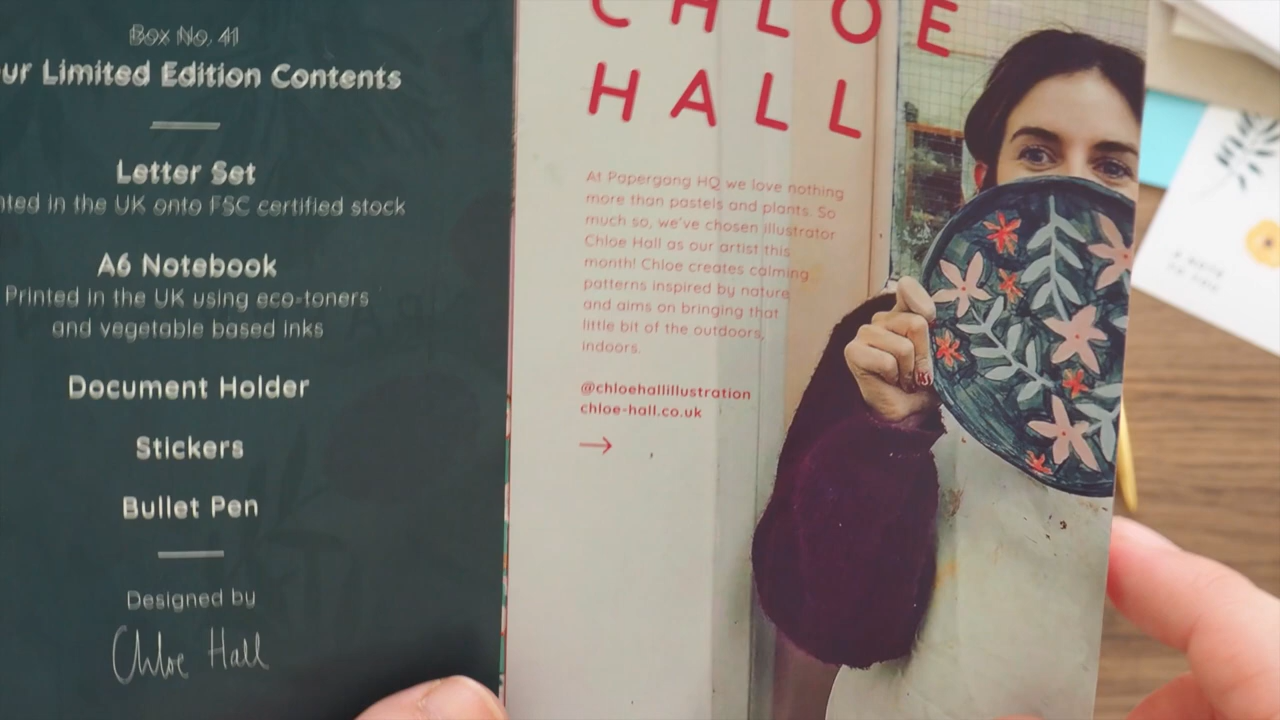 Box No. 41
ur Limited Edition Contents
Letter Set
nted in the UK onto FSC certified stock
A6 Notebook
Printed in the UK using eco-toners
and vegetable based inks
Document Holder
Stickers
Bullet Pen
Designed by
Chloe Hall
CHLOE
HALL
At Papergang HQ we love nothing
more than pastels and plants. So
much so, we've chosen illustrator
Chloe Hall as our artist this
month! Chloe creates calming
patterns inspired by nature
and aims on bringing that
little bit of the outdoors,
indoors.
@chloehallillustration
chloe-hall.co.uk